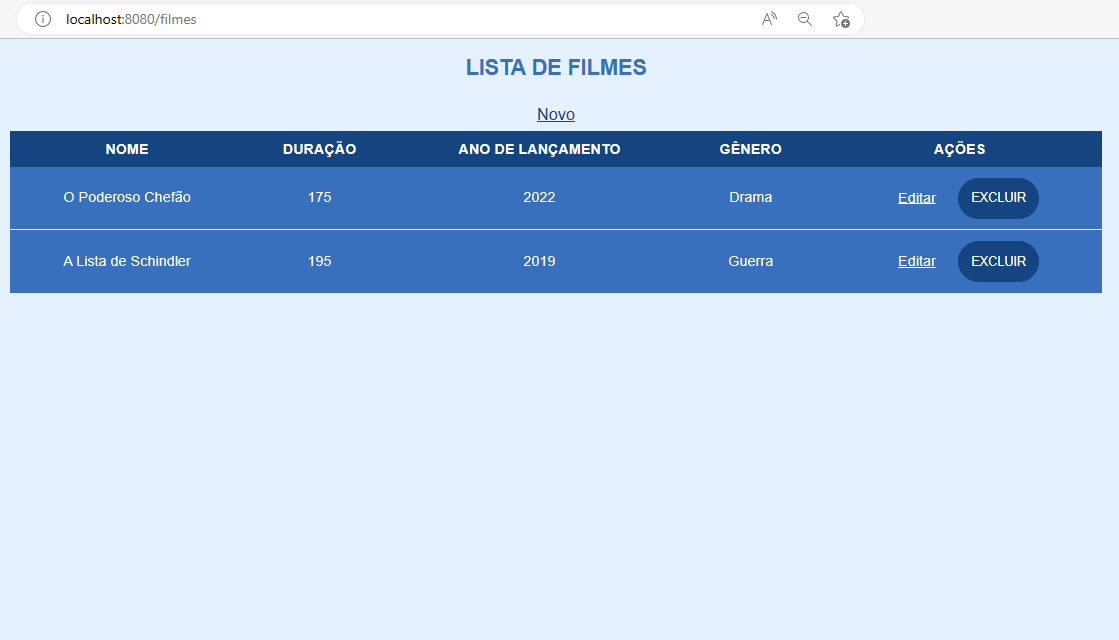 localhost:8080/filmes
LISTA DE FILMES
Novo
NOME DURAÇÃO ANO DE LANÇAMENTO GÊNERO AÇÕES
O Poderoso Chefão 175 2022 Drama Editar EXCLUIR
A Lista de Schindler 195 2019 Guerra Editar EXCLUIR